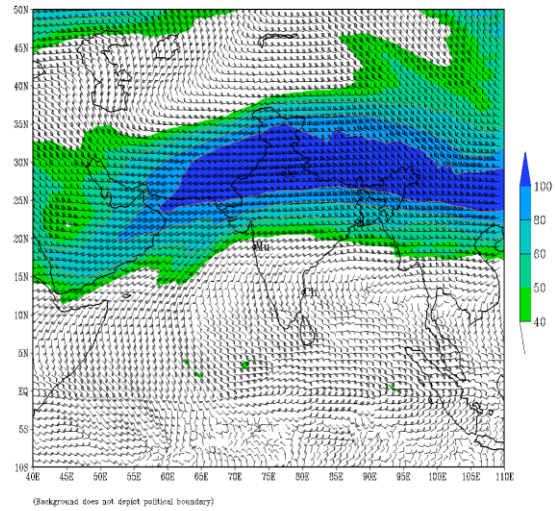 50N
45N
40N
35N
30N
25N
20N
15N
10N
5N
EQ
5S
10S
40E 45E 50E 55E 60E 65E 70E 75E 80E 85E 90E 95E 100E 105E 110E
Mu
Ch
100
80
60
50
40
(Background does not depict political boundary)